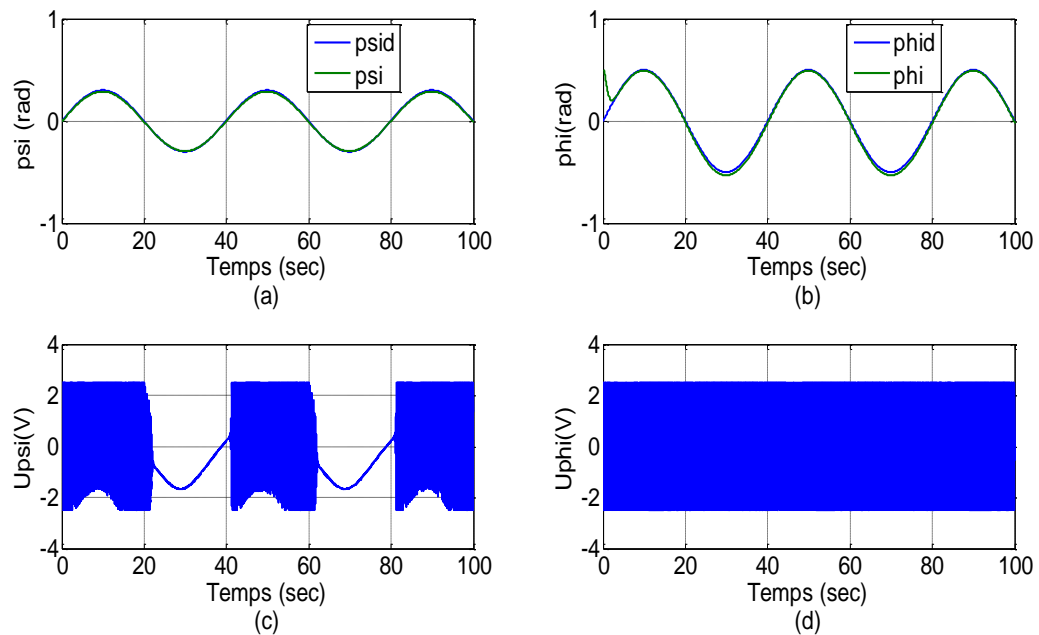 psi (rad)
1
0
-1
psid
psi
0 20 40 60 80 100
Temps (sec)
(a)
phi(rad)
1
0
-1
phid
phi
0 20 40 60 80 100
Temps (sec)
(b)
Upsi(V)
4
2
0
-2
-4
0 20 40 60 80 100
Temps (sec)
(c)
Uphi(V)
4
2
0
-2
-4
0 20 40 60 80 100
Temps (sec)
(d)